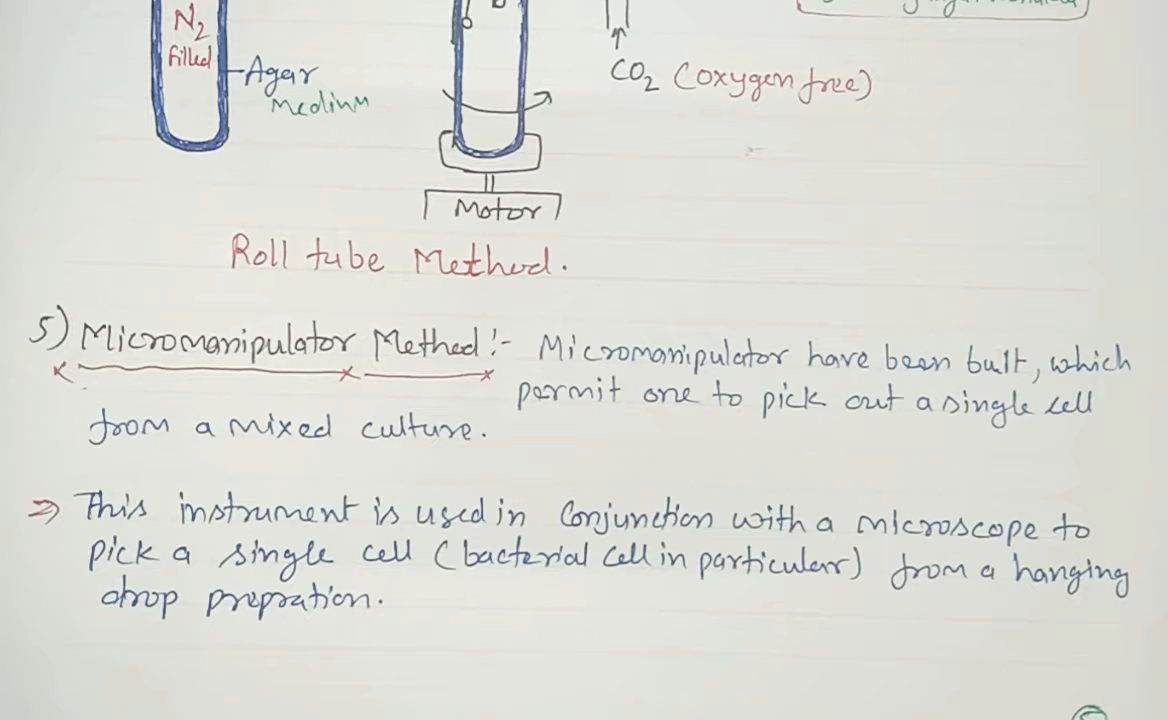 N2
filled
Agar
Medium
CO2 (oxygen free)
Motor
Roll tube Method.
5) Micromanipulator Method :- Micromanipulator have been built, which
permit one to pick out a single cell
from a mixed culture.
⇒ This instrument is used in Conjunction with a microscope to
pick a single cell (bacterial cell in particular) from a hanging
drop prepration.